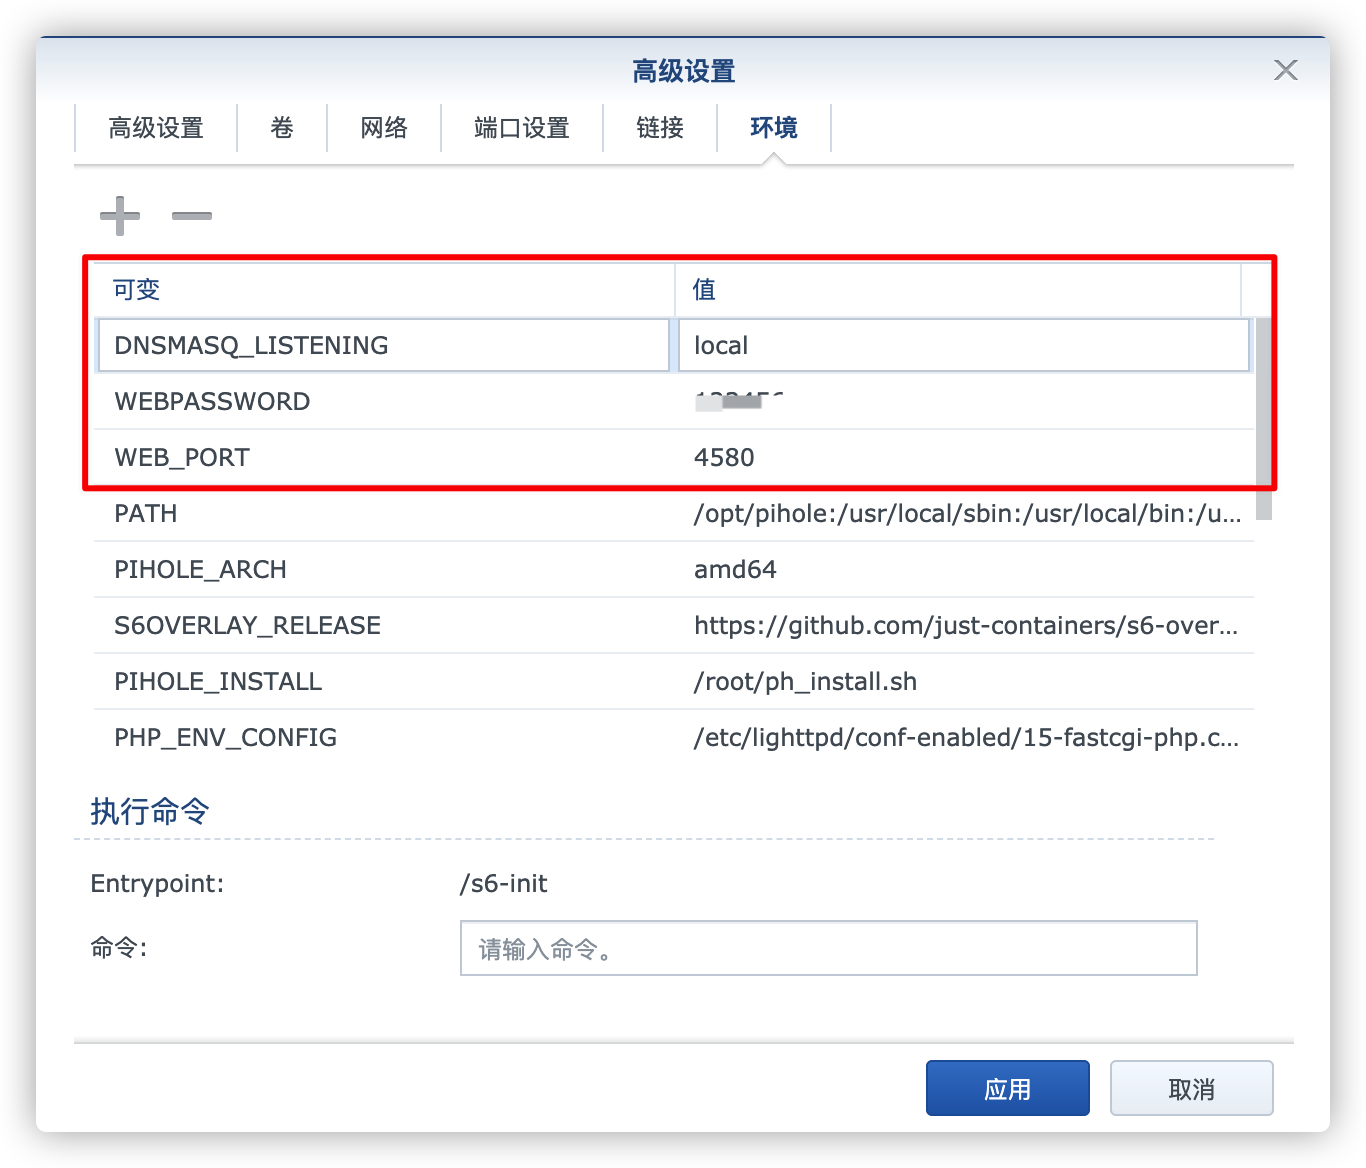 高级设置
高级设置 卷 网络 端口设置 链接 环境
可变 值
DNSMASQ_LISTENING local
WEBPASSWORD
WEB_PORT 4580
PATH /opt/pihole:/usr/local/sbin:/usr/local/bin:/u...
PIHOLE_ARCH amd64
S6OVERLAY_RELEASE https://github.com/just-containers/s6-over...
PIHOLE_INSTALL /root/ph_install.sh
PHP_ENV_CONFIG /etc/lighttpd/conf-enabled/15-fastcgi-php.c...
执行命令
Entrypoint: /s6-init
命令: 请输入命令。
应用 取消